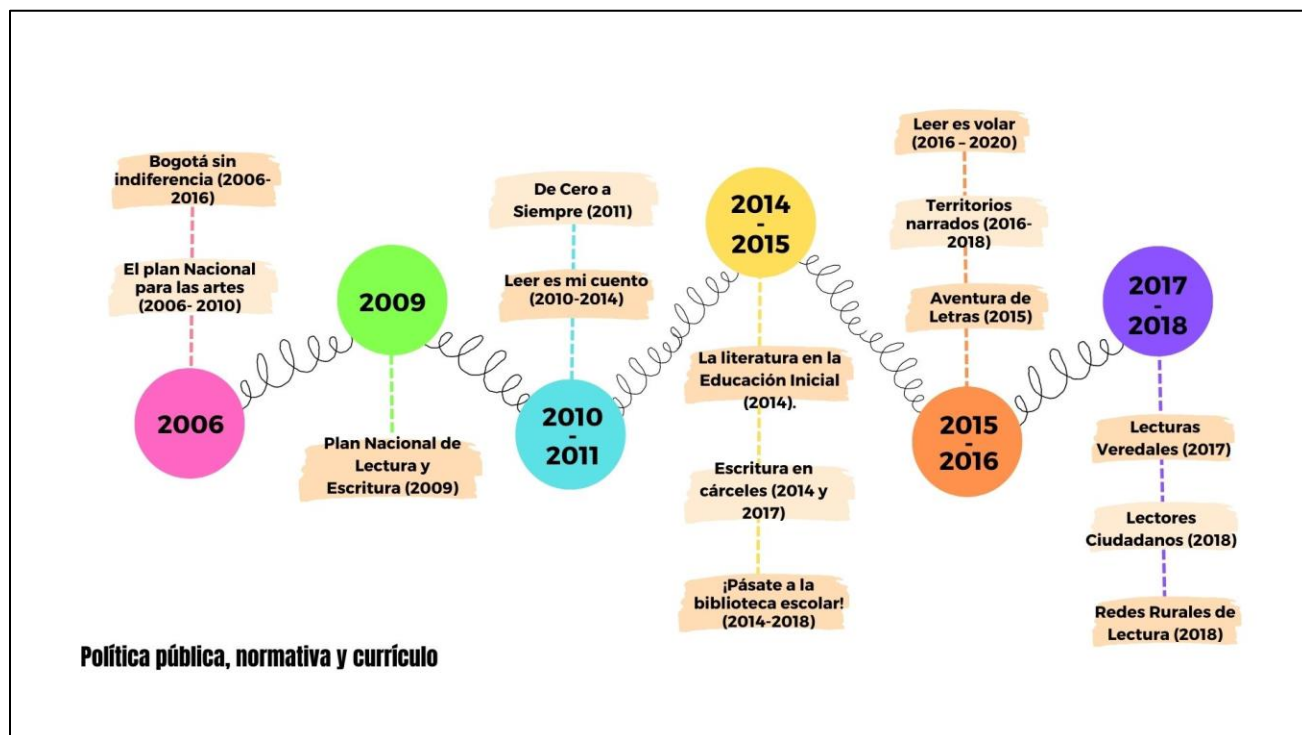 Bogotá sin
indiferencia (2006-
2016)
El plan Nacional
para las artes
(2006- 2010)
2006
2009
Plan Nacional de
Lectura y
Escritura (2009)
De Cero a
Siempre (2011)
Leer es mi cuento
(2010-2014)
2010
-
2011
2014
-
2015
La literatura en la
Educación Inicial
(2014).
Escritura en
cárceles (2014 y
2017)
¡Pásate a la
biblioteca escolar!
(2014-2018)
Leer es volar
(2016 – 2020)
Territorios
narrados (2016-
2018)
Aventura de
Letras (2015)
2015
-
2016
2017
-
2018
Lecturas
Veredales (2017)
Lectores
Ciudadanos (2018)
Redes Rurales de
Lectura (2018)
Política pública, normativa y currículo